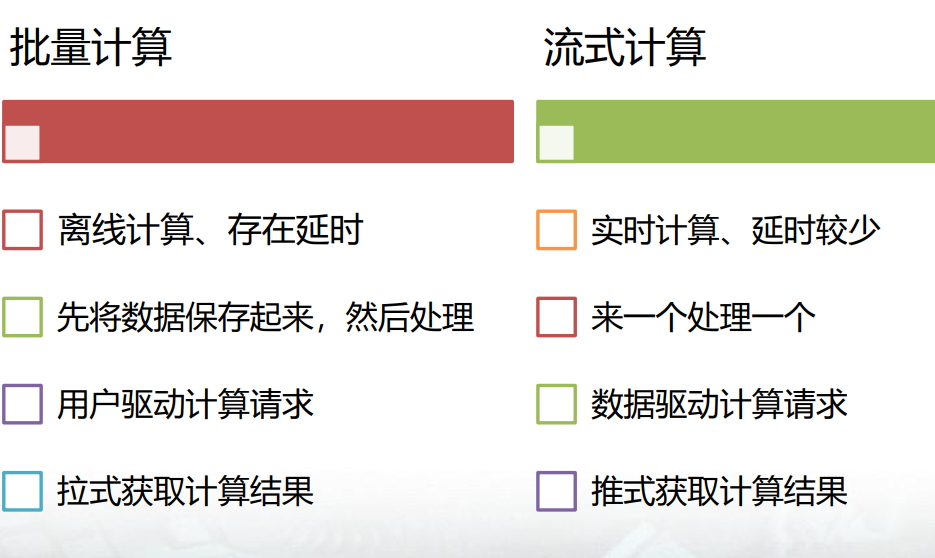 批量计算
离线计算、存在延时
先将数据保存起来，然后处理
用户驱动计算请求
拉式获取计算结果
流式计算
实时计算、延时较少
来一个处理一个
数据驱动计算请求
推式获取计算结果